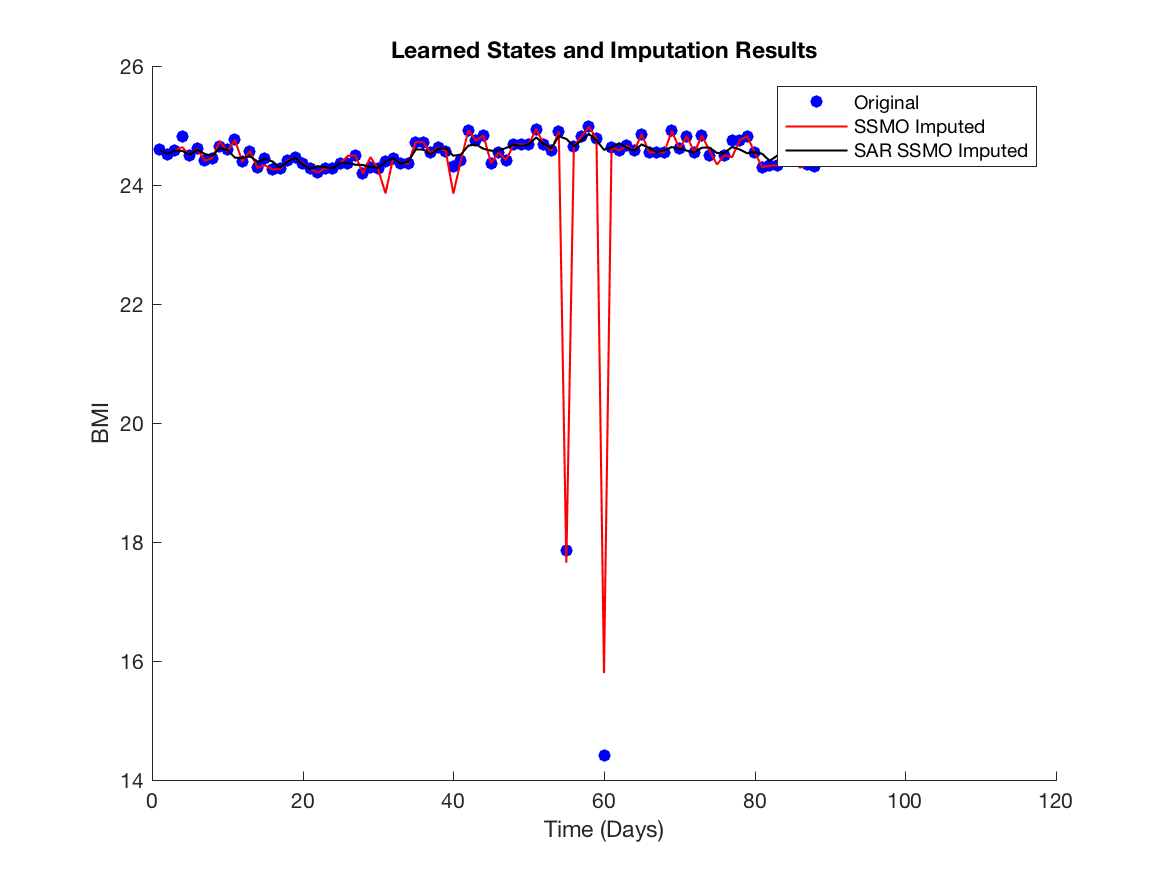 Learned States and Imputation Results
26
24
22
20
18
16
14
BMI
Original
SSMO Imputed
SAR SSMO Imputed
0 20 40 60 80 100 120
Time (Days)